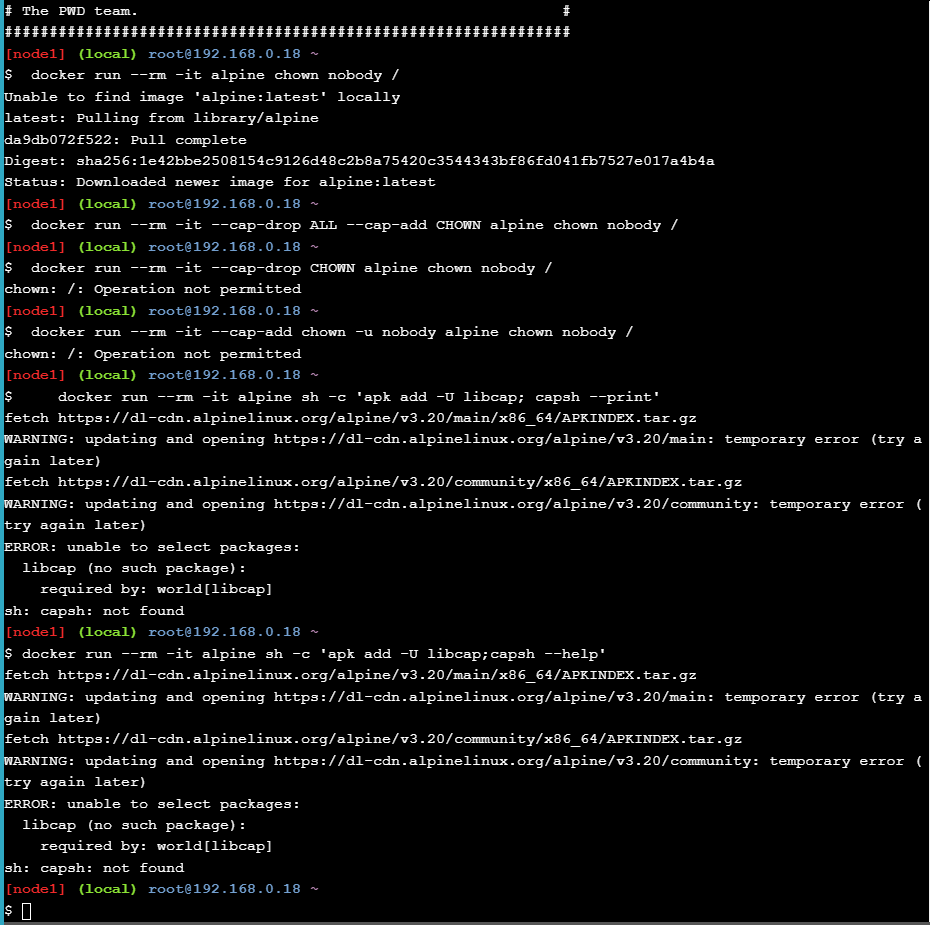 # The PWD team.                                               #
###############################################################
[node1] (local) root@192.168.0.18 ~
$  docker run --rm -it alpine chown nobody /
Unable to find image 'alpine:latest' locally
latest: Pulling from library/alpine
da9db072f522: Pull complete
Digest: sha256:1e42bbe2508154c9126d48c2b8a75420c3544343bf86fd041fb7527e017a4b4a
Status: Downloaded newer image for alpine:latest
[node1] (local) root@192.168.0.18 ~
$  docker run --rm -it --cap-drop ALL --cap-add CHOWN alpine chown nobody /
[node1] (local) root@192.168.0.18 ~
$  docker run --rm -it --cap-drop CHOWN alpine chown nobody /
chown: /: Operation not permitted
[node1] (local) root@192.168.0.18 ~
$  docker run --rm -it --cap-add chown -u nobody alpine chown nobody /
chown: /: Operation not permitted
[node1] (local) root@192.168.0.18 ~
$     docker run --rm -it alpine sh -c 'apk add -U libcap; capsh --print'
fetch https://dl-cdn.alpinelinux.org/alpine/v3.20/main/x86_64/APKINDEX.tar.gz
WARNING: updating and opening https://dl-cdn.alpinelinux.org/alpine/v3.20/main: temporary error (try a
gain later)
fetch https://dl-cdn.alpinelinux.org/alpine/v3.20/community/x86_64/APKINDEX.tar.gz
WARNING: updating and opening https://dl-cdn.alpinelinux.org/alpine/v3.20/community: temporary error (
try again later)
ERROR: unable to select packages:
  libcap (no such package):
    required by: world[libcap]
sh: capsh: not found
[node1] (local) root@192.168.0.18 ~
$ docker run --rm -it alpine sh -c 'apk add -U libcap;capsh --help'
fetch https://dl-cdn.alpinelinux.org/alpine/v3.20/main/x86_64/APKINDEX.tar.gz
WARNING: updating and opening https://dl-cdn.alpinelinux.org/alpine/v3.20/main: temporary error (try a
gain later)
fetch https://dl-cdn.alpinelinux.org/alpine/v3.20/community/x86_64/APKINDEX.tar.gz
WARNING: updating and opening https://dl-cdn.alpinelinux.org/alpine/v3.20/community: temporary error (
try again later)
ERROR: unable to select packages:
  libcap (no such package):
    required by: world[libcap]
sh: capsh: not found
[node1] (local) root@192.168.0.18 ~
$